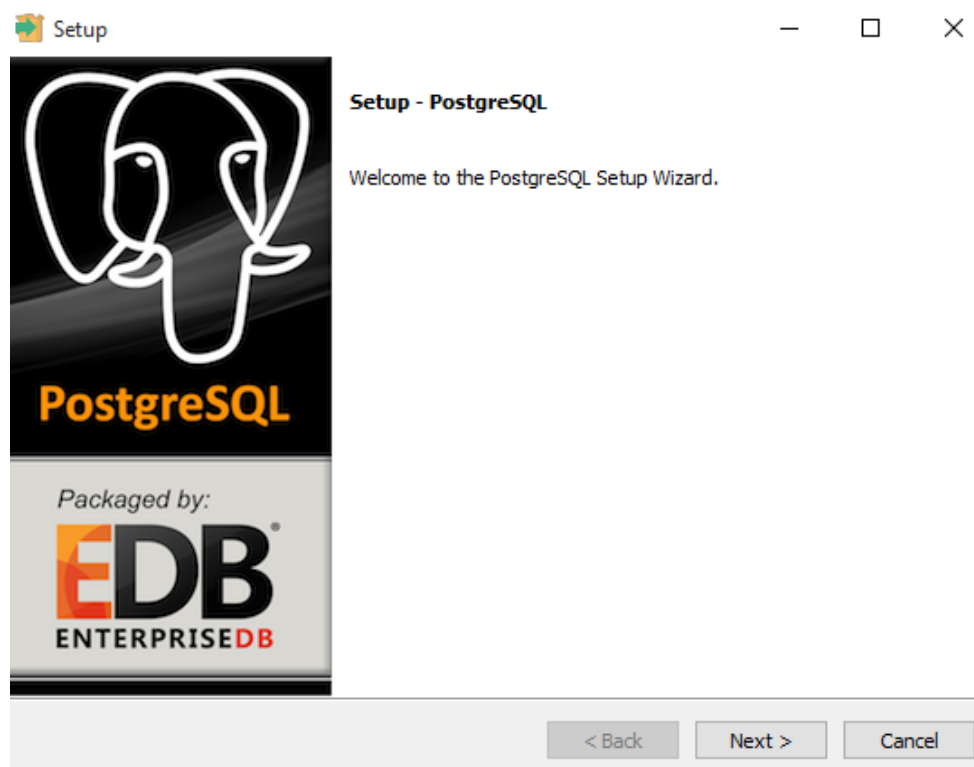 Setup
Setup - PostgreSQL
Welcome to the PostgreSQL Setup Wizard.
PostgreSQL
Packaged by:
EDB®
ENTERPRISEDB
< Back
Next >
Cancel